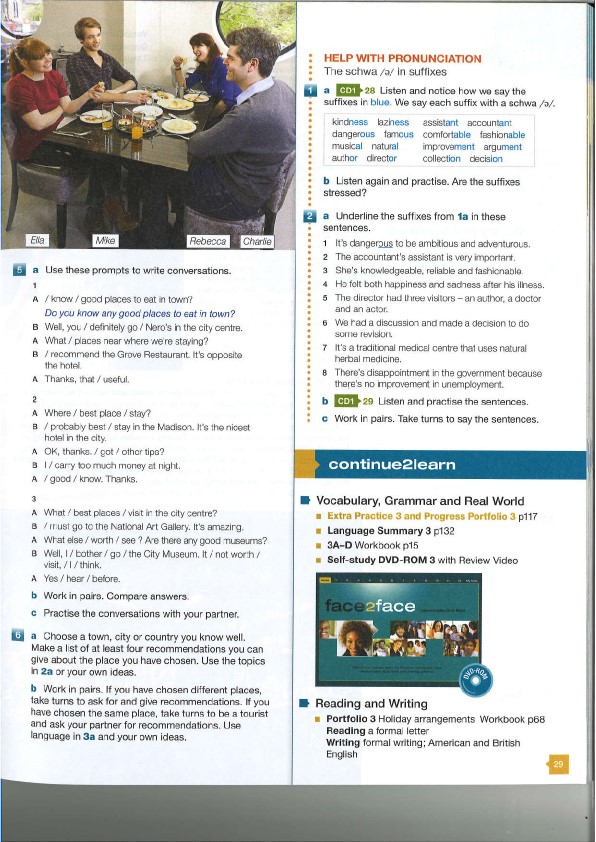 Ella Mike Rebecca Charlie
5 a Use these prompts to write conversations.
1
A / know / good places to eat in town?
Do you know any good places to eat in town?
B Well, you / definitely go / Nero's in the city centre.
A What / places near where we're staying?
B / recommend the Grove Restaurant. It's opposite
the hotel.
A Thanks, that / useful.
2
A Where / best place / stay?
B / probably best / stay in the Madison. It's the nicest
hotel in the city.
A OK, thanks. / got / other tips?
B I / carry too much money at night.
A / good / know. Thanks.
3
A What / best places / visit in the city centre?
B / must go to the National Art Gallery. It's amazing.
A What else / worth / see ? Are there any good museums?
B Well, I / bother / go / the City Museum. It / not worth /
visit, / I / think.
A Yes / hear / before.
b Work in pairs. Compare answers.
c Practise the conversations with your partner.
6 a Choose a town, city or country you know well.
Make a list of at least four recommendations you can
give about the place you have chosen. Use the topics
in 2a or your own ideas.
b Work in pairs. If you have chosen different places,
take turns to ask for and give recommendations. If you
have chosen the same place, take turns to be a tourist
and ask your partner for recommendations. Use
language in 3a and your own ideas.
HELP WITH PRONUNCIATION
The schwa /ə/ in suffixes
1 a CD1 28 Listen and notice how we say the
suffixes in blue. We say each suffix with a schwa /ə/.
kindness laziness assistant accountant
dangerous famous comfortable fashionable
musical natural improvement argument
author director collection decision
b Listen again and practise. Are the suffixes
stressed?
2 a Underline the suffixes from 1a in these
sentences.
1 It's dangerous to be ambitious and adventurous.
2 The accountant's assistant is very important.
3 She's knowledgeable, reliable and fashionable.
4 He felt both happiness and sadness after his illness.
5 The director had three visitors – an author, a doctor
and an actor.
6 We had a discussion and made a decision to do
some revision.
7 It's a traditional medical centre that uses natural
herbal medicine.
8 There's disappointment in the government because
there's no improvement in unemployment.
b CD1 29 Listen and practise the sentences.
c Work in pairs. Take turns to say the sentences.
continue2learn
Vocabulary, Grammar and Real World
Extra Practice 3 and Progress Portfolio 3 p117
Language Summary 3 p132
3A–D Workbook p15
Self-study DVD-ROM 3 with Review Video
face2face
DVD-ROM
Reading and Writing
Portfolio 3 Holiday arrangements Workbook p68
Reading a formal letter
Writing formal writing; American and British
English
29